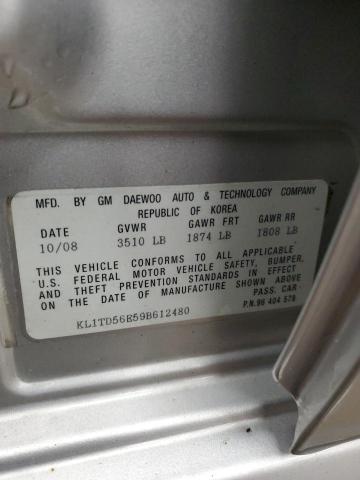 MFD. BY GM DAEWOO AUTO & TECHNOLOGY COMPANY
REPUBLIC OF KOREA
DATE GVWR GAWR FRT GAWR RR
10/08 3510 LB 1874 LB 1808 LB
THIS VEHICLE CONFORMS TO ALL APPLICABLE
U.S. FEDERAL MOTOR VEHICLE SAFETY, BUMPER,
AND THEFT PREVENTION STANDARDS IN EFFECT
ON THE DATE OF MANUFACTURE SHOWN ABOVE
PASS. CAR
P.N. 96 404 578
KL1TD56E59B612480